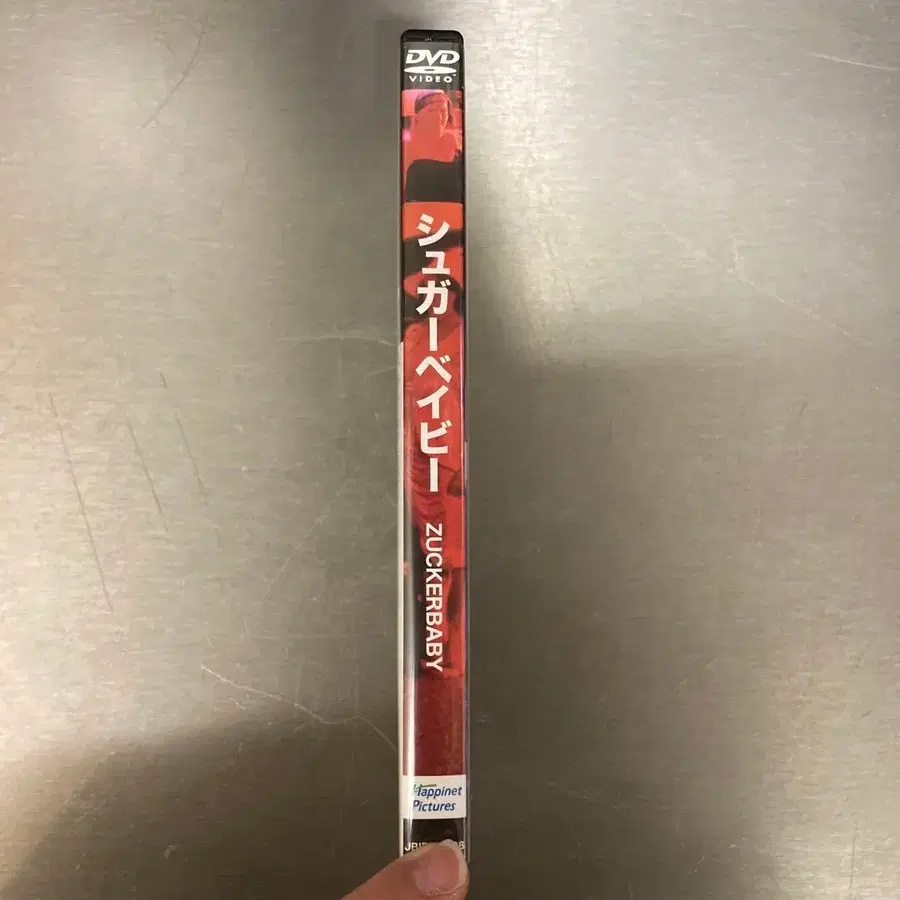 DVD
VIDEO
シュガーベイビー
ZUCKERBABY
Happinet
Pictures